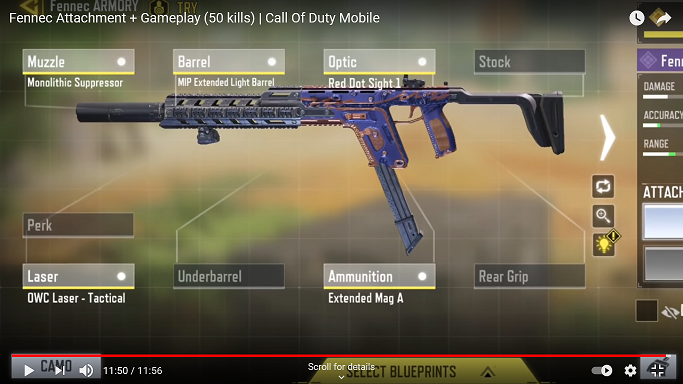 Fennec ARMORY TRY
Fennec Attachment + Gameplay (50 kills) | Call Of Duty Mobile
Muzzle
Monolithic Suppressor
Barrel
MIP Extended Light Barrel
Optic
Red Dot Sight 1
Stock
Fenn
DAMAGE
ACCURACY
RANGE
ATTACH
Perk
Laser
OWC Laser - Tactical
Underbarrel
Ammunition
Extended Mag A
Rear Grip
CAMO
SELECT BLUEPRINTS
11:50 / 11:56
Scroll for details